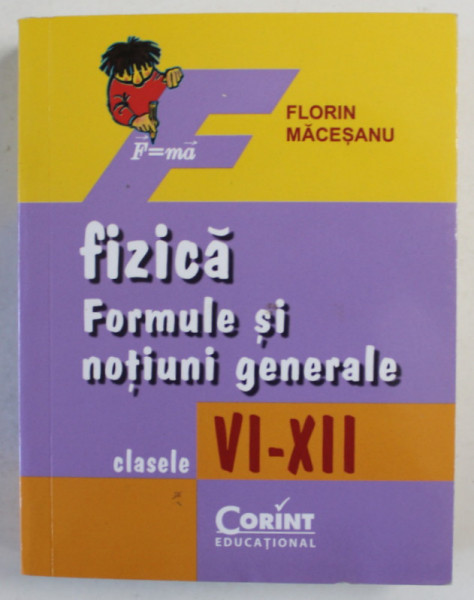 FLORIN
MĂCEȘANU
F⃗=ma⃗
fizică
Formule și
noțiuni generale
clasele VI-XII
CORINT
EDUCAȚIONAL